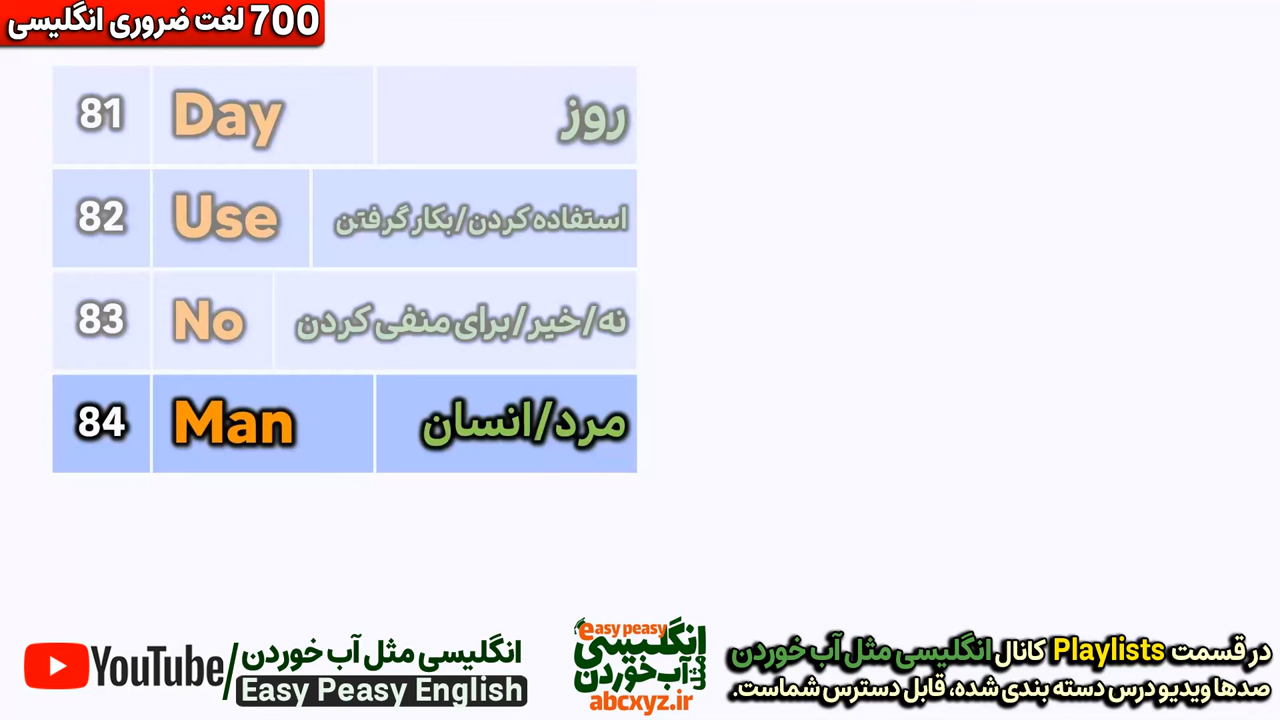 700 لغت ضروری انگلیسی
81 Day روز
82 Use استفاده کردن/بکار گرفتن
83 No نه/خیر/برای منفی کردن
84 Man مرد/انسان
YouTube/انگلیسی مثل آب خوردن
Easy Peasy English
easy peasy
انگلیسی
مثل آب خوردن
abcxyz.ir
در قسمت Playlists کانال انگلیسی مثل آب خوردن
صدها ویدیو درس دسته بندی شده، قابل دسترس شماست.